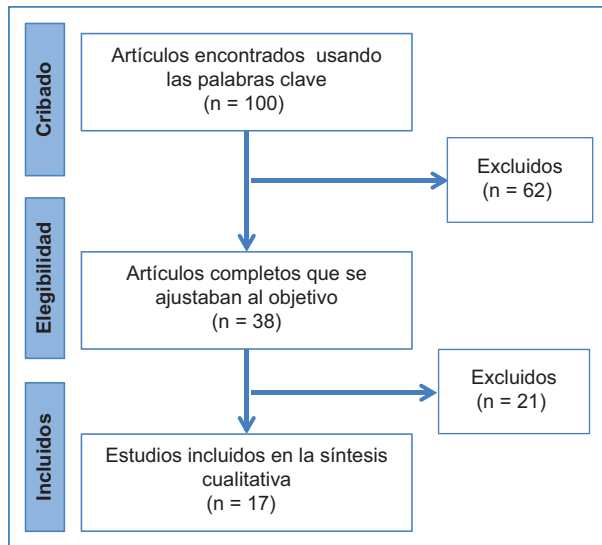 Cribado
Artículos encontrados usando
las palabras clave
(n = 100)
Excluidos
(n = 62)
Elegibilidad
Artículos completos que se
ajustaban al objetivo
(n = 38)
Excluidos
(n = 21)
Incluidos
Estudios incluidos en la síntesis
cualitativa
(n = 17)